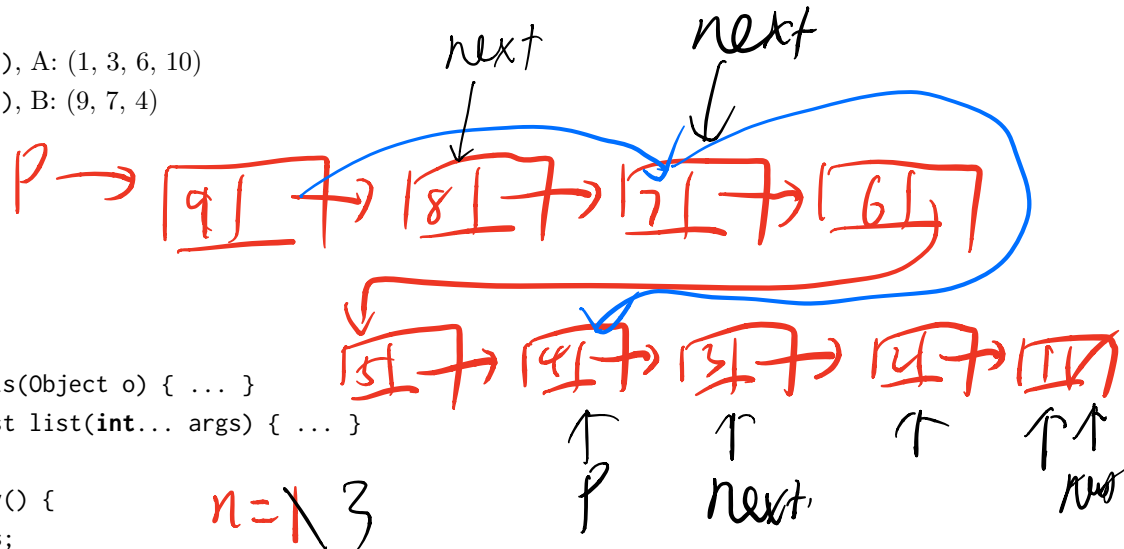 next next
), A: (1, 3, 6, 10)
), B: (9, 7, 4)
P
9 8 7 6
5 4 3 2 1
s(Object o) { ... }
st list(int... args) { ... }
P next
() {
n=1 3
s;